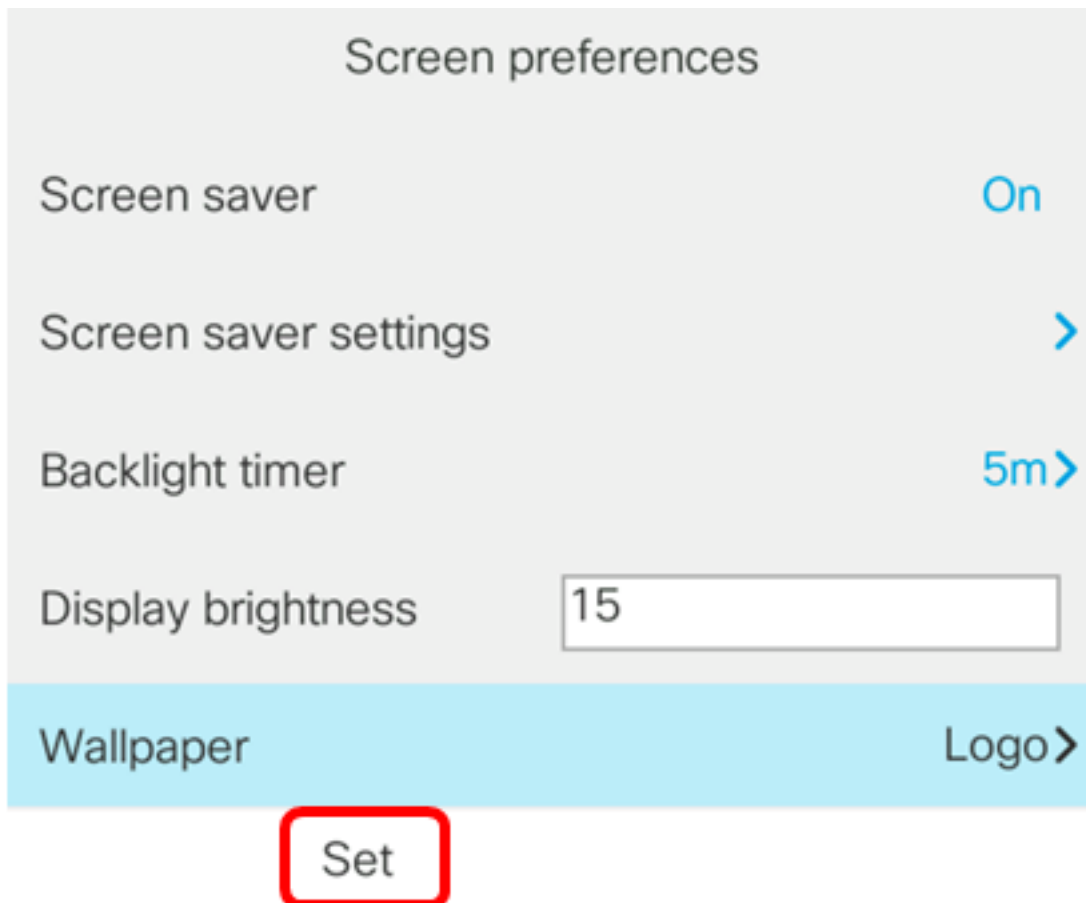 Screen preferences
Screen saver On
Screen saver settings
Backlight timer 5m
Display brightness 15
Wallpaper Logo
Set